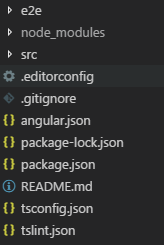 e2e
node_modules
src
.editorconfig
.gitignore
angular.json
package-lock.json
package.json
README.md
tsconfig.json
tslint.json